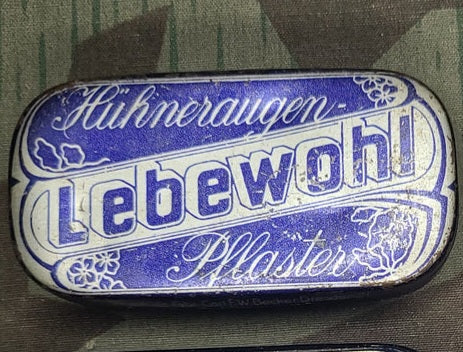 Hühneraugen-
Lebewohl
Pflaster